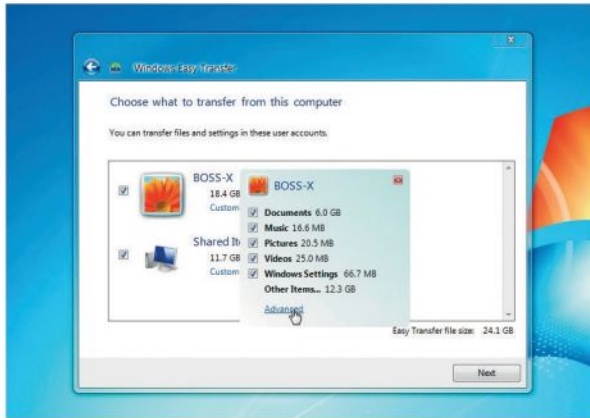 Windows Easy Transfer
Choose what to transfer from this computer
You can transfer files and settings in these user accounts.
BOSS-X
18.4 GB
Custom
BOSS-X
Documents 6.0 GB
Music 16.6 MB
Pictures 20.5 MB
Videos 25.0 MB
Windows Settings 66.7 MB
Other Items... 12.3 GB
Advanced
Shared It
11.7 GB
Custom
Easy Transfer file size: 24.1 GB
Next